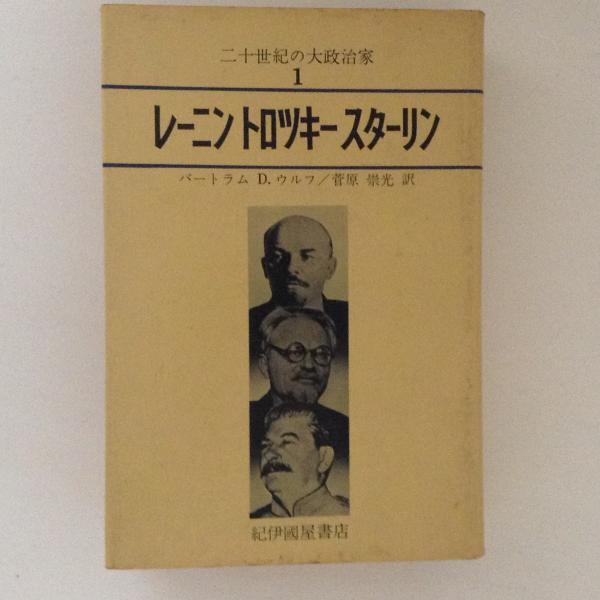 二十世紀の大政治家
1
レーニン トロツキー スターリン
バートラム D. ウルフ／菅原 崇光 訳
紀伊國屋書店